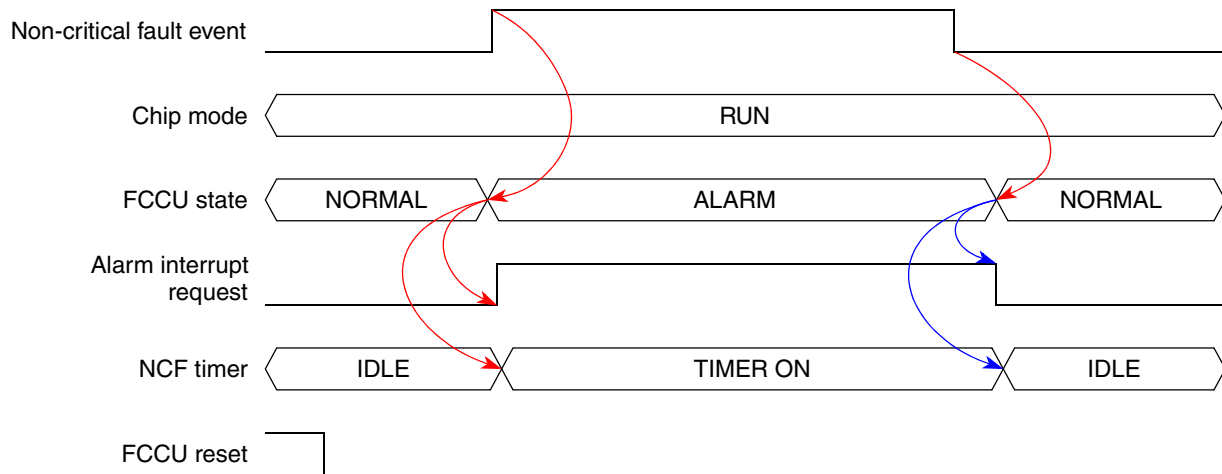 Non-critical fault event
Chip mode
RUN
FCCU state
NORMAL
ALARM
NORMAL
Alarm interrupt
request
NCF timer
IDLE
TIMER ON
IDLE
FCCU reset